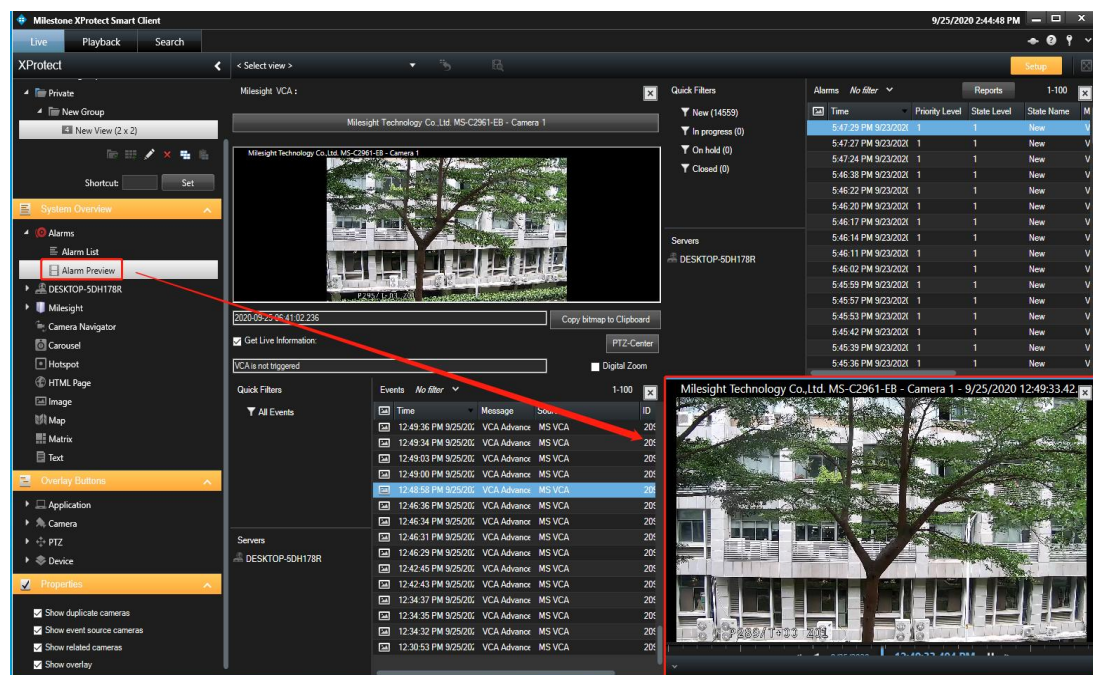 Milestone XProtect Smart Client
9/25/2020 2:44:48 PM
Live
Playback
Search
XProtect
< Select view >
Setup
Private
New Group
New View (2 x 2)
Shortcut:
Set
System Overview
Alarms
Alarm List
Alarm Preview
DESKTOP-5DH178R
Milesight
Camera Navigator
Carousel
Hotspot
HTML Page
Image
Map
Matrix
Text
Overlay Buttons
Application
Camera
PTZ
Device
Properties
Show duplicate cameras
Show event source cameras
Show related cameras
Show overlay
Milesight VCA :
Milesight Technology Co.,Ltd. MS-C2961-EB - Camera 1
Milesight Technology Co.,Ltd. MS-C2961-EB - Camera 1
2020-09-25 06:41:02.236
Copy bitmap to Clipboard
Get Live Information:
PTZ-Center
VCA is not triggered
Digital Zoom
Quick Filters
All Events
Servers
DESKTOP-5DH178R
Events No filter 1-100
Time Message ID
12:49:36 PM 9/25/202 VCA Advance MS VCA 209
12:49:34 PM 9/25/202 VCA Advance MS VCA 209
12:49:03 PM 9/25/202 VCA Advance MS VCA 209
12:49:00 PM 9/25/202 VCA Advance MS VCA 209
12:48:58 PM 9/25/202 VCA Advance MS VCA 209
12:46:36 PM 9/25/202 VCA Advance MS VCA 209
12:46:34 PM 9/25/202 VCA Advance MS VCA 209
12:46:31 PM 9/25/202 VCA Advance MS VCA 209
12:46:29 PM 9/25/202 VCA Advance MS VCA 209
12:42:45 PM 9/25/202 VCA Advance MS VCA 209
12:42:43 PM 9/25/202 VCA Advance MS VCA 209
12:34:37 PM 9/25/202 VCA Advance MS VCA 209
12:34:35 PM 9/25/202 VCA Advance MS VCA 209
12:34:32 PM 9/25/202 VCA Advance MS VCA 209
12:30:53 PM 9/25/202 VCA Advance MS VCA 209
Quick Filters
New (14559)
In progress (0)
On hold (0)
Closed (0)
Servers
DESKTOP-5DH178R
Alarms No filter Reports 1-100
Time Priority Level State Level State Name M
5:47:29 PM 9/23/202( 1 1 New V
5:47:27 PM 9/23/202( 1 1 New V
5:47:24 PM 9/23/202( 1 1 New V
5:46:38 PM 9/23/202( 1 1 New V
5:46:22 PM 9/23/202( 1 1 New V
5:46:20 PM 9/23/202( 1 1 New V
5:46:17 PM 9/23/202( 1 1 New V
5:46:14 PM 9/23/202( 1 1 New V
5:46:11 PM 9/23/202( 1 1 New V
5:46:02 PM 9/23/202( 1 1 New V
5:45:59 PM 9/23/202( 1 1 New V
5:45:57 PM 9/23/202( 1 1 New V
5:45:53 PM 9/23/202( 1 1 New V
5:45:42 PM 9/23/202( 1 1 New V
5:45:39 PM 9/23/202( 1 1 New V
5:45:36 PM 9/23/202( 1 1 New V
Milesight Technology Co.,Ltd. MS-C2961-EB - Camera 1 - 9/25/2020 12:49:33.42.
P289/T+03 Z01